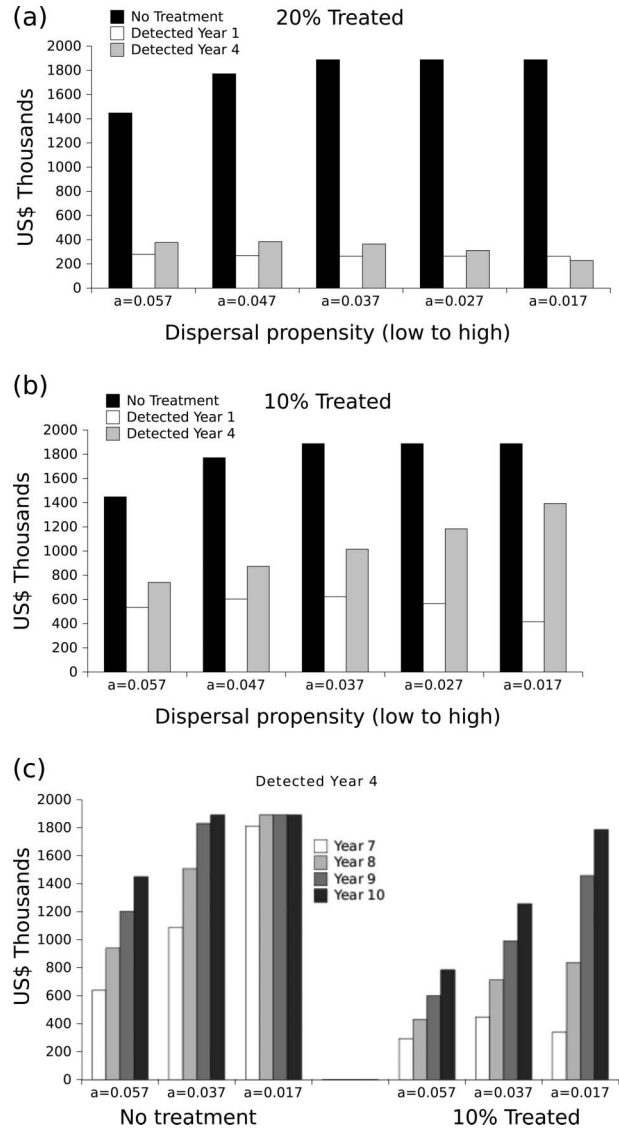 (a)
20% Treated
No Treatment
Detected Year 1
Detected Year 4
US$ Thousands
2000
1800
1600
1400
1200
1000
800
600
400
200
0
a=0.057 a=0.047 a=0.037 a=0.027 a=0.017
Dispersal propensity (low to high)
(b)
10% Treated
No Treatment
Detected Year 1
Detected Year 4
US$ Thousands
2000
1800
1600
1400
1200
1000
800
600
400
200
0
a=0.057 a=0.047 a=0.037 a=0.027 a=0.017
Dispersal propensity (low to high)
(c)
Detected Year 4
US$ Thousands
2000
1800
1600
1400
1200
1000
800
600
400
200
0
Year 7
Year 8
Year 9
Year 10
a=0.057 a=0.037 a=0.017 a=0.057 a=0.037 a=0.017
No treatment 10% Treated